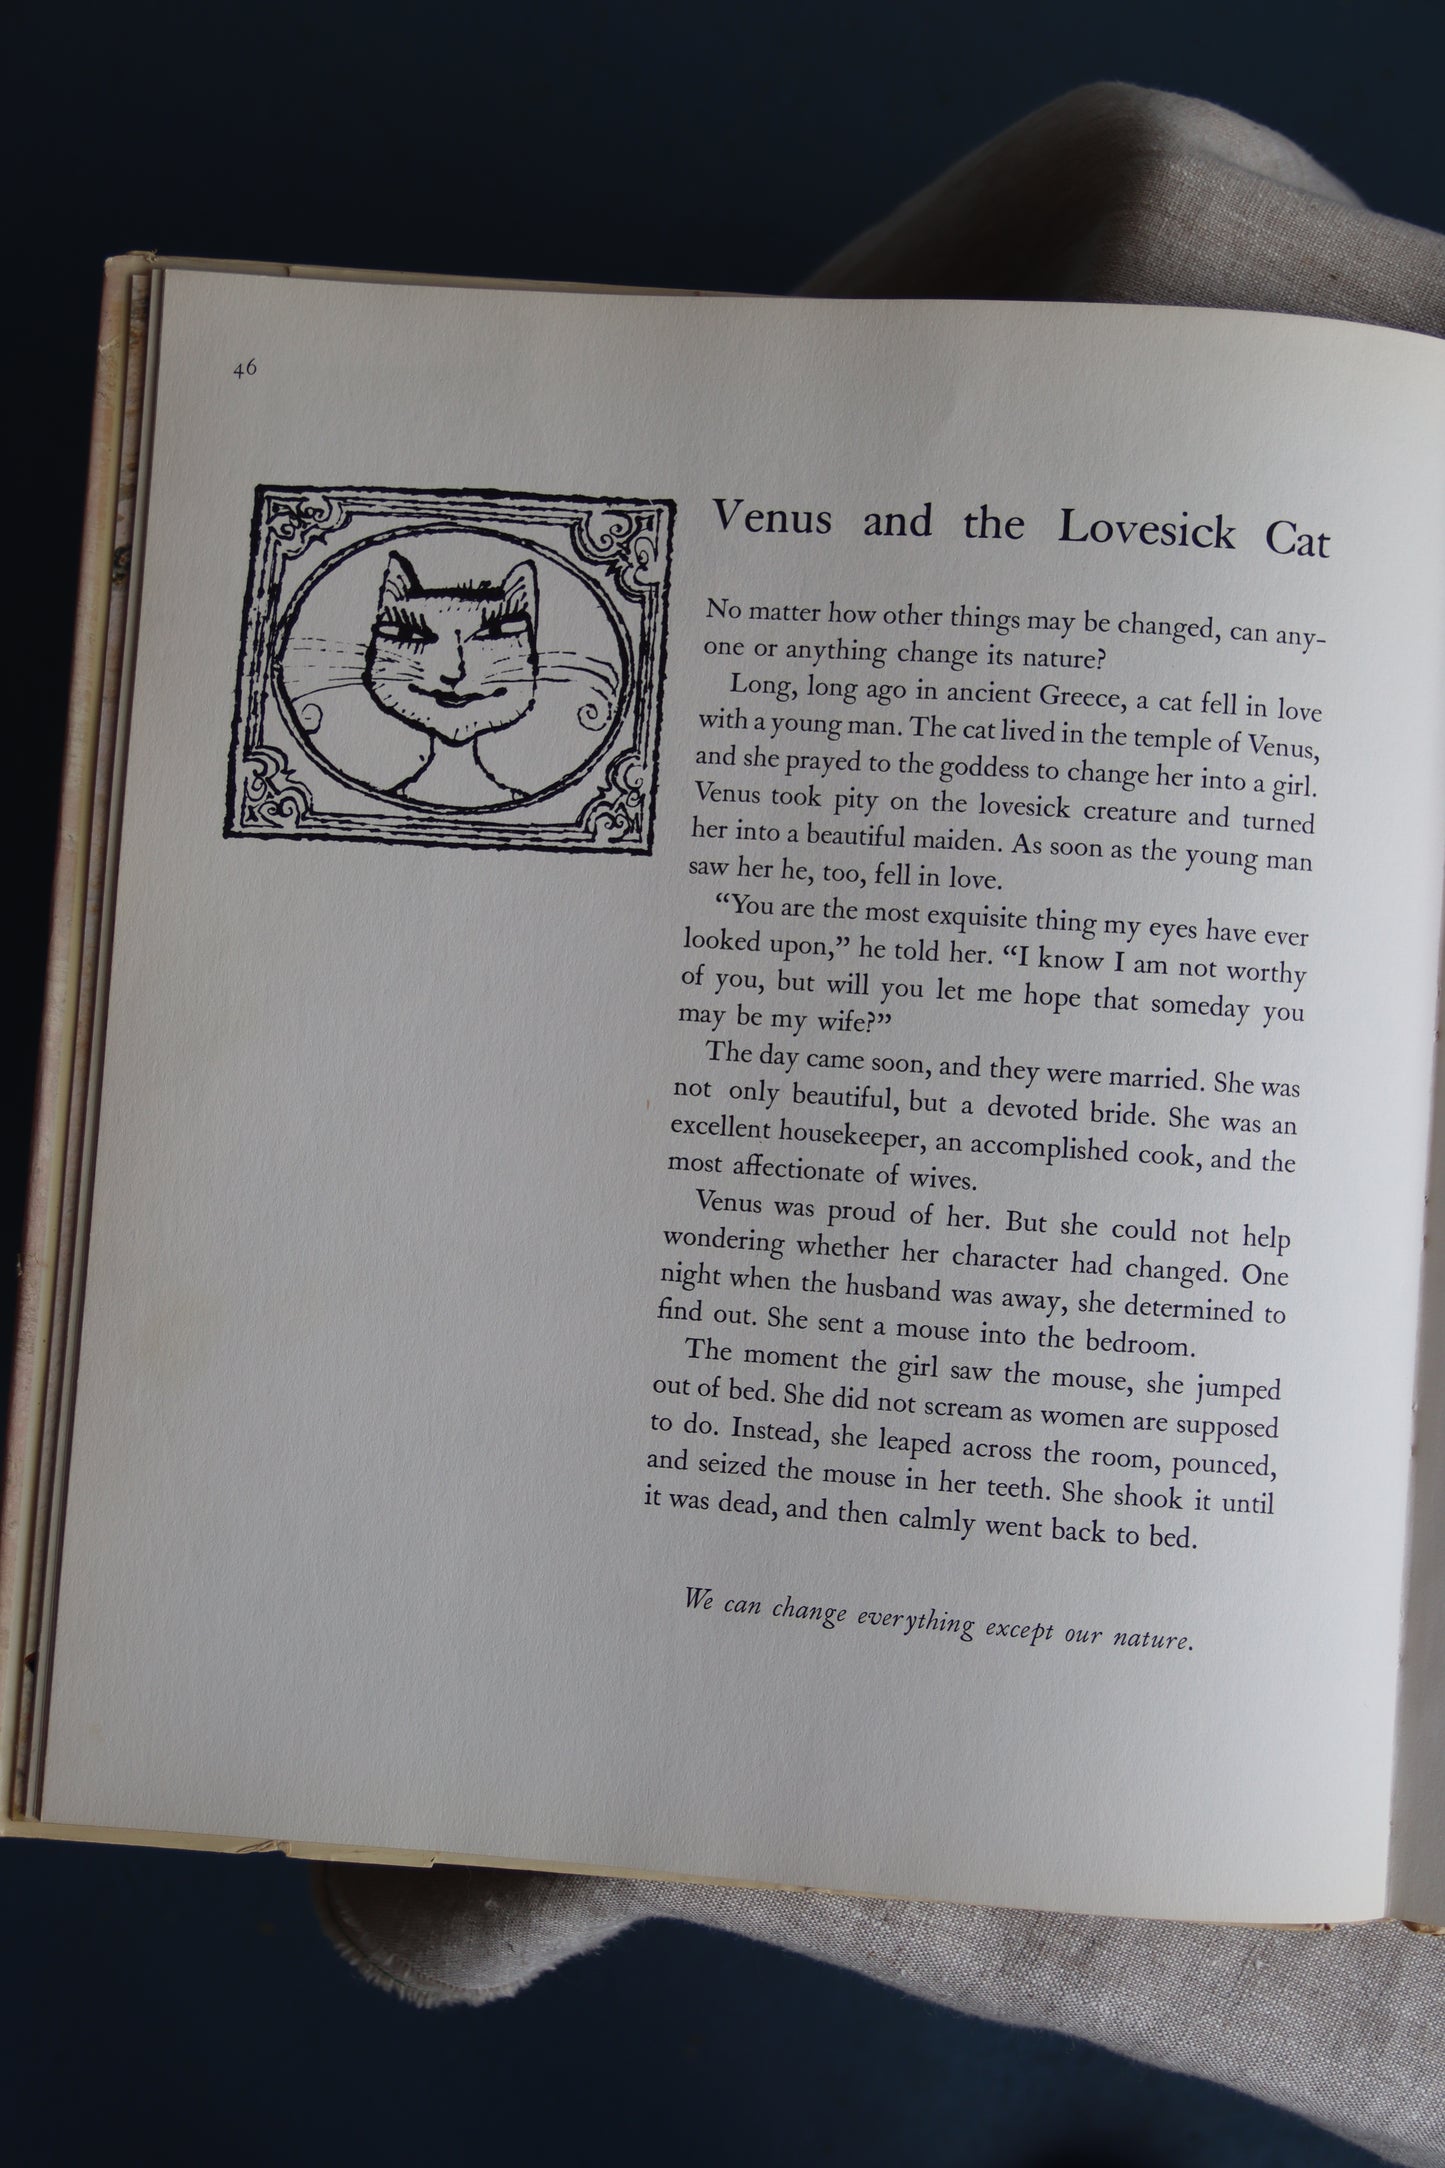 46
Venus and the Lovesick Cat
No matter how other things may be changed, can any-
one or anything change its nature?
Long, long ago in ancient Greece, a cat fell in love
with a young man. The cat lived in the temple of Venus,
and she prayed to the goddess to change her into a girl.
Venus took pity on the lovesick creature and turned
her into a beautiful maiden. As soon as the young man
saw her he, too, fell in love.
“You are the most exquisite thing my eyes have ever
looked upon,” he told her. “I know I am not worthy
of you, but will you let me hope that someday you
may be my wife?”
The day came soon, and they were married. She was
not only beautiful, but a devoted bride. She was an
excellent housekeeper, an accomplished cook, and the
most affectionate of wives.
Venus was proud of her. But she could not help
wondering whether her character had changed. One
night when the husband was away, she determined to
find out. She sent a mouse into the bedroom.
The moment the girl saw the mouse, she jumped
out of bed. She did not scream as women are supposed
to do. Instead, she leaped across the room, pounced,
and seized the mouse in her teeth. She shook it until
it was dead, and then calmly went back to bed.
We can change everything except our nature.